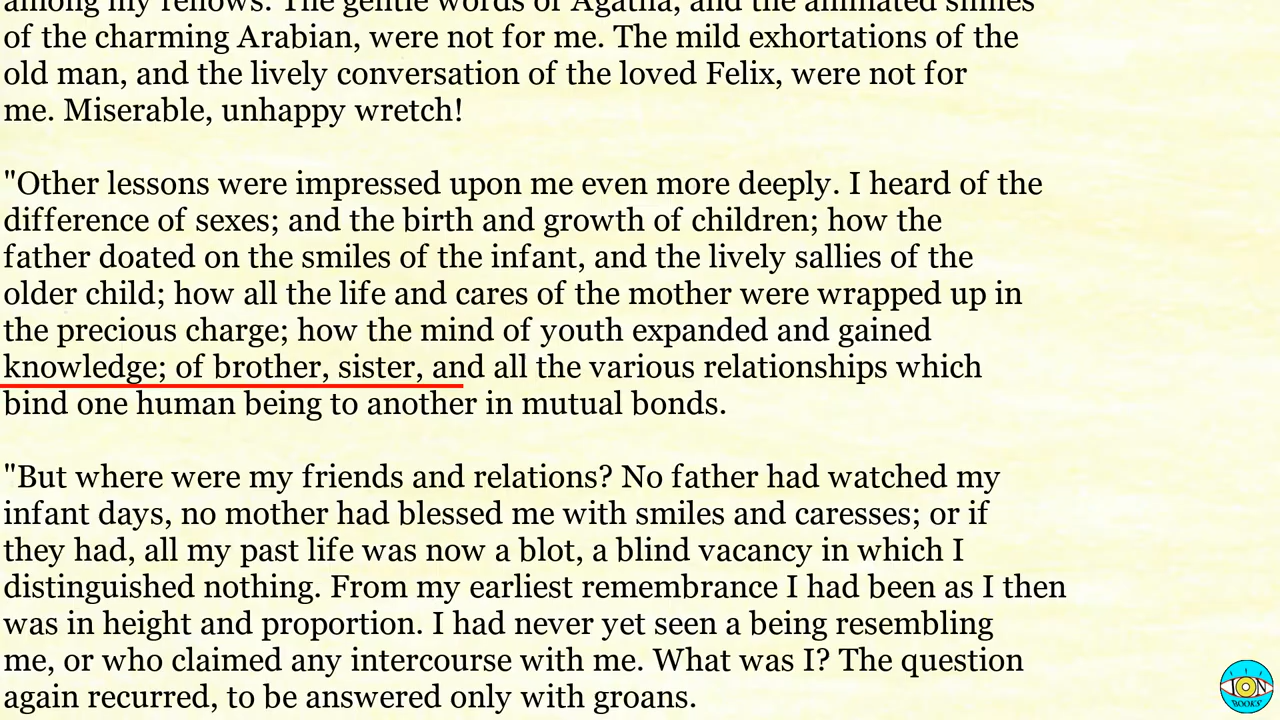 among my fellows. The gentle words of Agatha, and the animated smiles
of the charming Arabian, were not for me. The mild exhortations of the
old man, and the lively conversation of the loved Felix, were not for
me. Miserable, unhappy wretch!
"Other lessons were impressed upon me even more deeply. I heard of the
difference of sexes; and the birth and growth of children; how the
father doated on the smiles of the infant, and the lively sallies of the
older child; how all the life and cares of the mother were wrapped up in
the precious charge; how the mind of youth expanded and gained
knowledge; of brother, sister, and all the various relationships which
bind one human being to another in mutual bonds.
"But where were my friends and relations? No father had watched my
infant days, no mother had blessed me with smiles and caresses; or if
they had, all my past life was now a blot, a blind vacancy in which I
distinguished nothing. From my earliest remembrance I had been as I then
was in height and proportion. I had never yet seen a being resembling
me, or who claimed any intercourse with me. What was I? The question
again recurred, to be answered only with groans.
ION
BOOKS